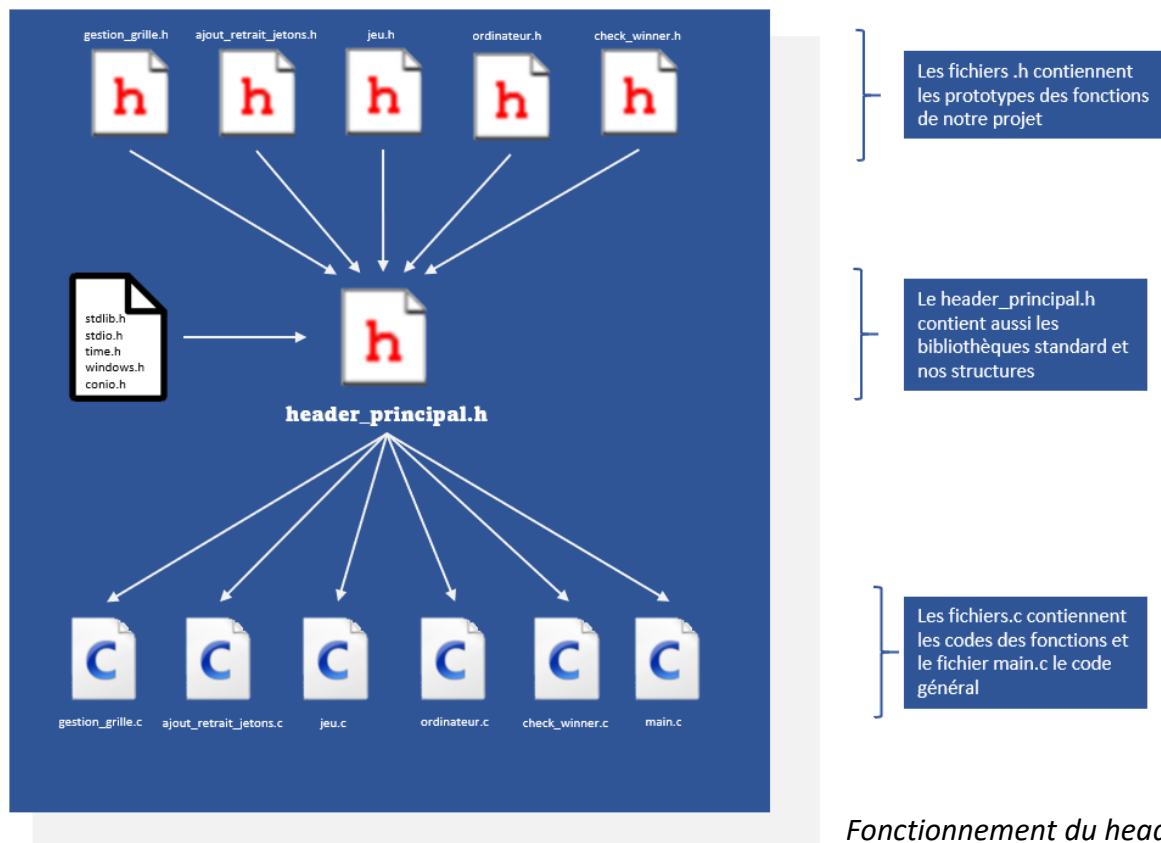 gestion_grille.h ajout_retrait_jetons.h jeu.h ordinateur.h check_winner.h
h h h h h
Les fichiers .h contiennent
les prototypes des fonctions
de notre projet
stdlib.h
stdio.h
time.h
windows.h
conio.h
h
header_principal.h
Le header_principal.h
contient aussi les
bibliothèques standard et
nos structures
C C C C C C
gestion_grille.c ajout_retrait_jetons.c jeu.c ordinateur.c check_winner.c main.c
Les fichiers.c contiennent
les codes des fonctions et
le fichier main.c le code
général
Fonctionnement du head